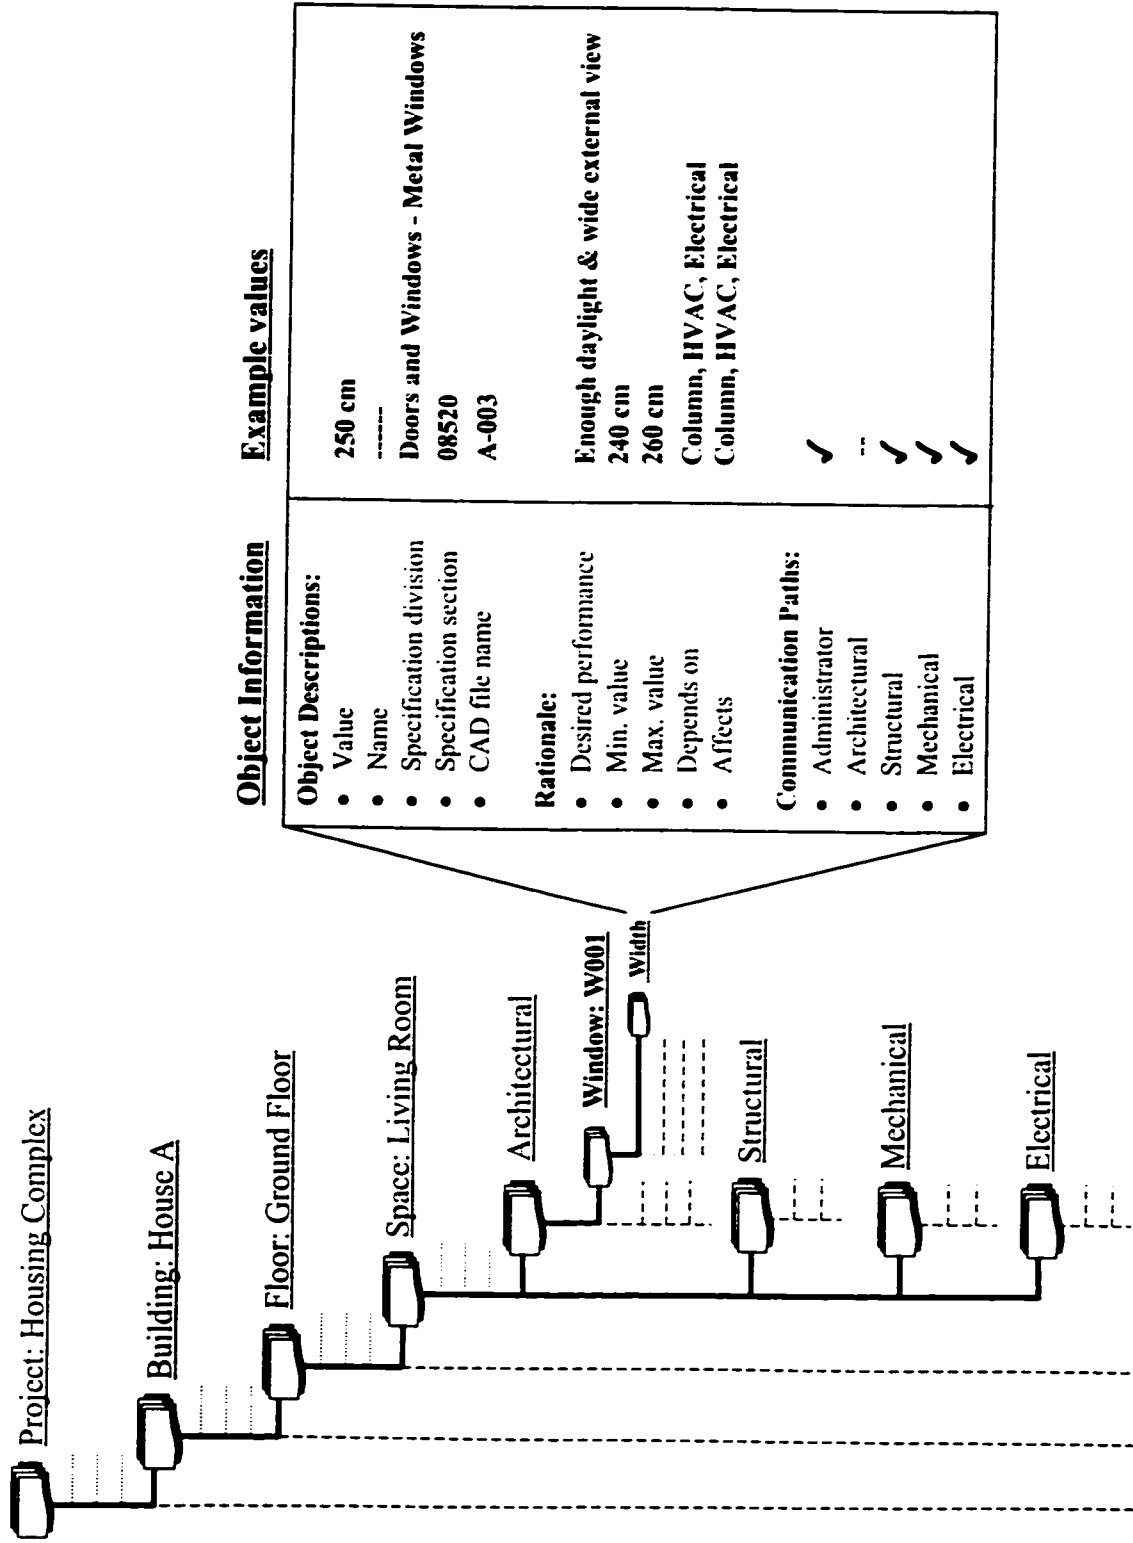 Project: Housing Complex
Building: House A
Floor: Ground Floor
Space: Living Room
Architectural
Window: W001
Width
Structural
Mechanical
Electrical
Object Information
Example values
Object Descriptions:
• Value 250 cm
• Name ------
• Specification division Doors and Windows - Metal Windows
• Specification section 08520
• CAD file name A-003
Rationale:
• Desired performance Enough daylight & wide external view
• Min. value 240 cm
• Max. value 260 cm
• Depends on Column, HVAC, Electrical
• Affects Column, HVAC, Electrical
Communication Paths:
• Administrator ✓
• Architectural --
• Structural ✓
• Mechanical ✓
• Electrical ✓